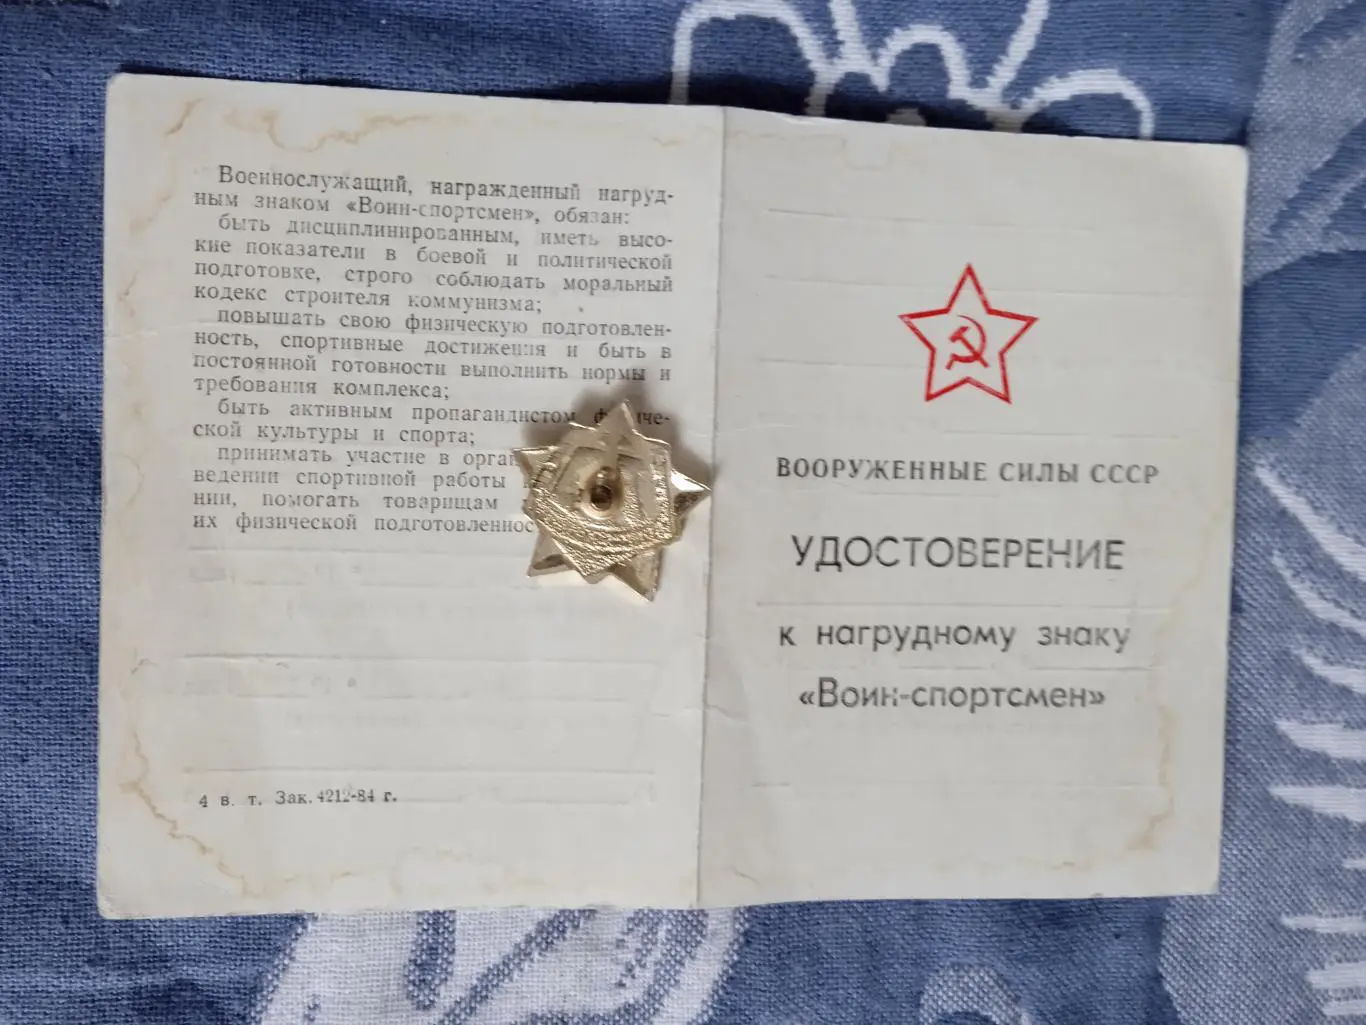 Военнослужащий, награжденный нагруд-
ным знаком «Воин-спортсмен», обязан:
быть дисциплинированным, иметь высо-
кие показатели в боевой и политической
подготовке, строго соблюдать моральный
кодекс строителя коммунизма;
повышать свою физическую подготовлен-
ность, спортивные достижения и быть в
постоянной готовности выполнить нормы и
требования комплекса;
быть активным пропагандистом
ской культуры и спорта;
принимать участие в
ведении спортивной работы
нии, помогать товарищам
их физической
4 в. т. Зак. 4212-84 г.
ВООРУЖЕННЫЕ СИЛЫ СССР
УДОСТОВЕРЕНИЕ
к нагрудному знаку
«Воин-спортсмен»